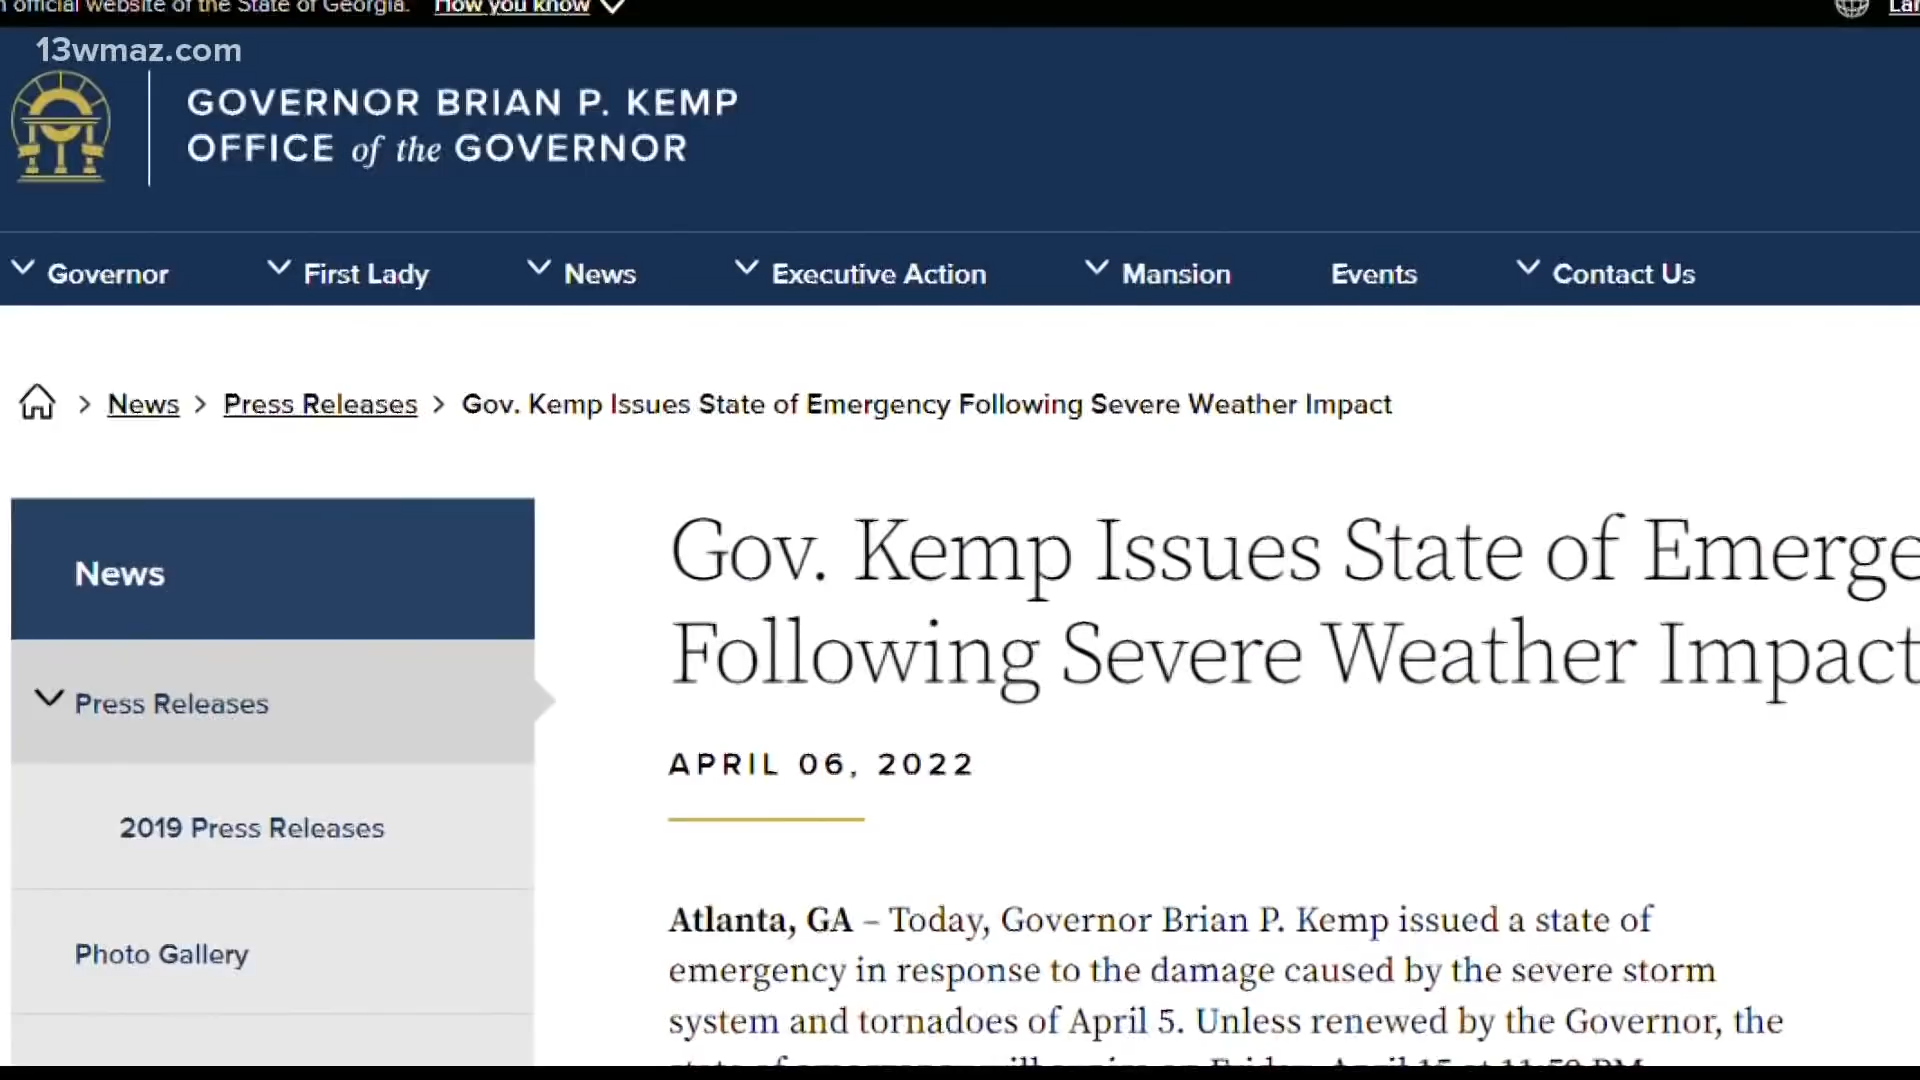 official website of the State of Georgia. How you know
13wmaz.com
GOVERNOR BRIAN P. KEMP
OFFICE of the GOVERNOR
Governor First Lady News Executive Action Mansion Events Contact Us
News > Press Releases > Gov. Kemp Issues State of Emergency Following Severe Weather Impact
News
Press Releases
2019 Press Releases
Photo Gallery
Gov. Kemp Issues State of Emerge
Following Severe Weather Impact
APRIL 06, 2022
Atlanta, GA – Today, Governor Brian P. Kemp issued a state of
emergency in response to the damage caused by the severe storm
system and tornadoes of April 5. Unless renewed by the Governor, the